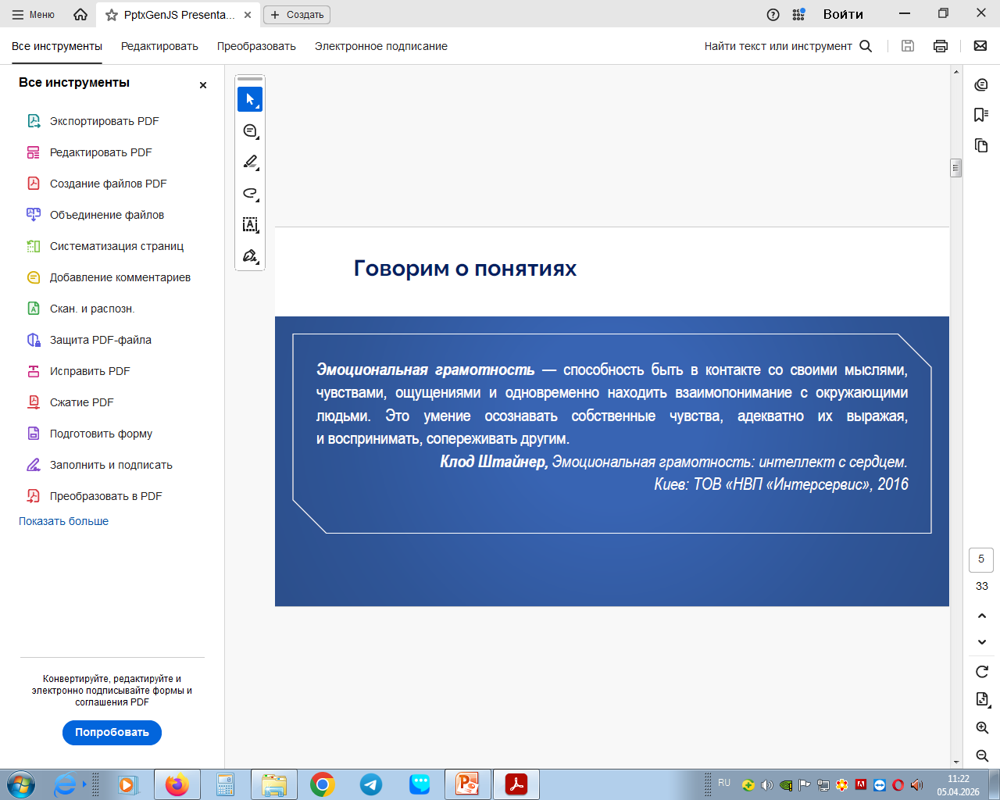 Меню
PptxGenJS Presenta...
Создать
Войти
Все инструменты
Редактировать
Преобразовать
Электронное подписание
Найти текст или инструмент
Все инструменты
Экспортировать PDF
Редактировать PDF
Создание файлов PDF
Объединение файлов
Систематизация страниц
Добавление комментариев
Скан. и распозн.
Защита PDF-файла
Исправить PDF
Сжатие PDF
Подготовить форму
Заполнить и подписать
Преобразовать в PDF
Показать больше
Конвертируйте, редактируйте и
электронно подписывайте формы и
соглашения PDF
Попробовать
Говорим о понятиях
Эмоциональная грамотность — способность быть в контакте со своими мыслями,
чувствами, ощущениями и одновременно находить взаимопонимание с окружающими
людьми. Это умение осознавать собственные чувства, адекватно их выражая,
и воспринимать, сопереживать другим.
Клод Штайнер, Эмоциональная грамотность: интеллект с сердцем.
Киев: ТОВ «НВП «Интерсервис», 2016
5
33
RU
11:22
05.04.2026